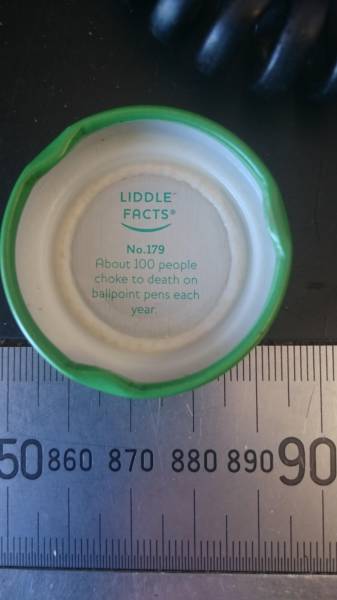 LIDDLE™
FACTS®
No.179
About 100 people
choke to death on
ballpoint pens each
year.
50 860 870 880 890 90